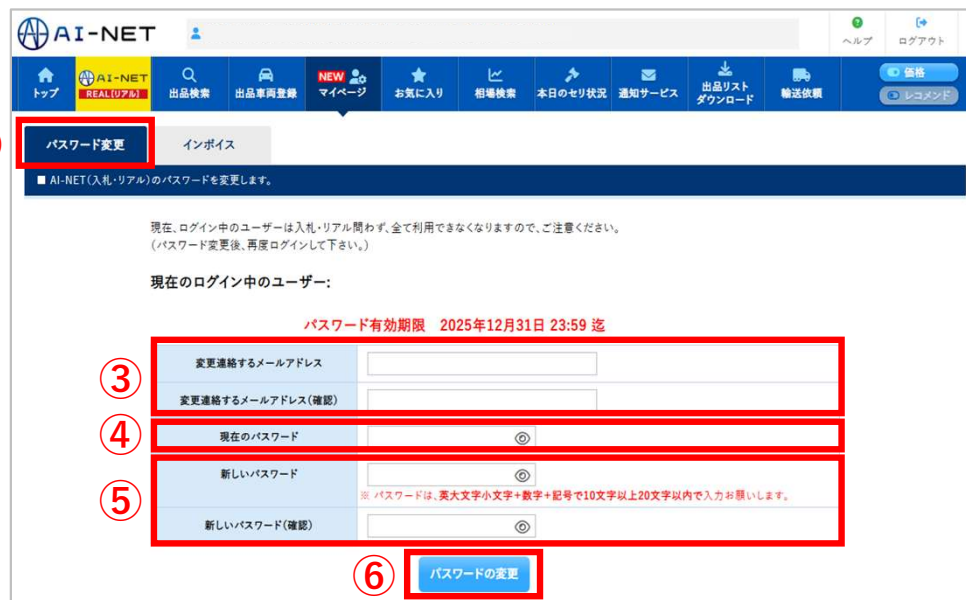 AI-NET
ヘルプ
ログアウト
トップ
AI-NET
REAL[リアル]
出品検索
出品車両登録
NEW
マイページ
お気に入り
相場検索
本日のセリ状況
通知サービス
出品リスト
ダウンロード
輸送依頼
価格
レコメンド
パスワード変更
インボイス
■ AI-NET(入札・リアル)のパスワードを変更します。
現在、ログイン中のユーザーは入札・リアル問わず、全て利用できなくなりますので、ご注意ください。
(パスワード変更後、再度ログインして下さい。)
現在のログイン中のユーザー:
パスワード有効期限 2025年12月31日 23:59 迄
③
変更連絡するメールアドレス
変更連絡するメールアドレス(確認)
④
現在のパスワード
⑤
新しいパスワード
※ パスワードは、英大文字小文字+数字+記号で10文字以上20文字以内で入力お願いします。
新しいパスワード(確認)
⑥
パスワードの変更